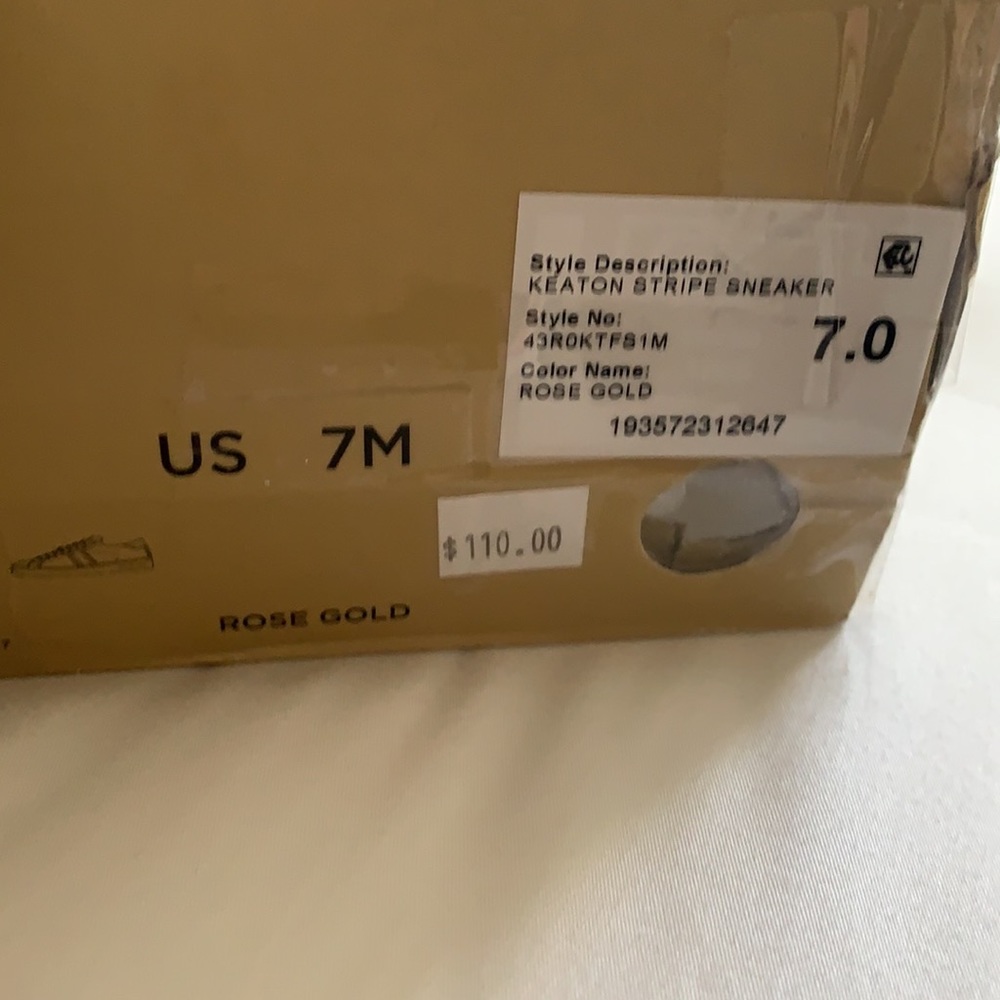 Style Description:
KEATON STRIPE SNEAKER
Style No:
43R0KTFS1M
7.0
Color Name:
ROSE GOLD
193572312647
US 7M
$110.00
ROSE GOLD
7